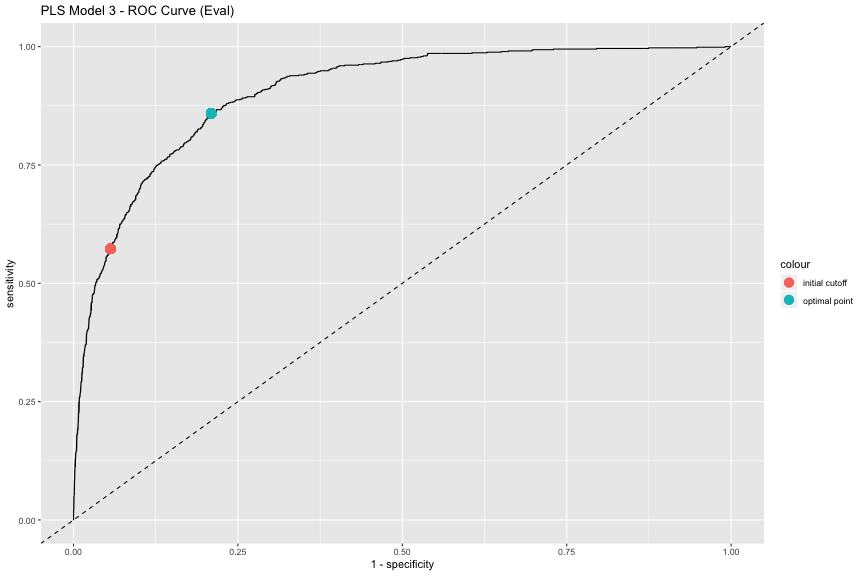 PLS Model 3 - ROC Curve (Eval)
1.00
0.75
0.50
0.25
0.00
sensitivity
0.00 0.25 0.50 0.75 1.00
1 - specificity
colour
initial cutoff
optimal point